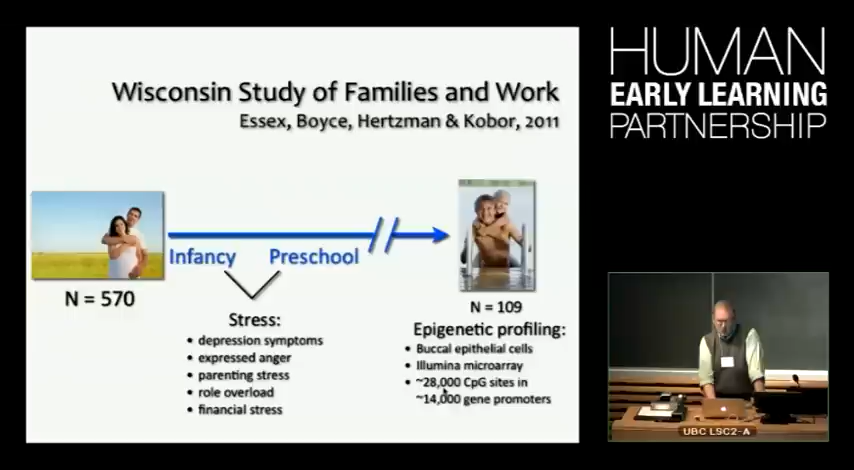 Wisconsin Study of Families and Work
Essex, Boyce, Hertzman & Kobor, 2011
Infancy
Preschool
N = 570
Stress:
• depression symptoms
• expressed anger
• parenting stress
• role overload
• financial stress
N = 109
Epigenetic profiling:
• Buccal epithelial cells
• Illumina microarray
• ~28,000 CpG sites in
~14,000 gene promoters
HUMAN
EARLY LEARNING
PARTNERSHIP
UBC LSC2-A